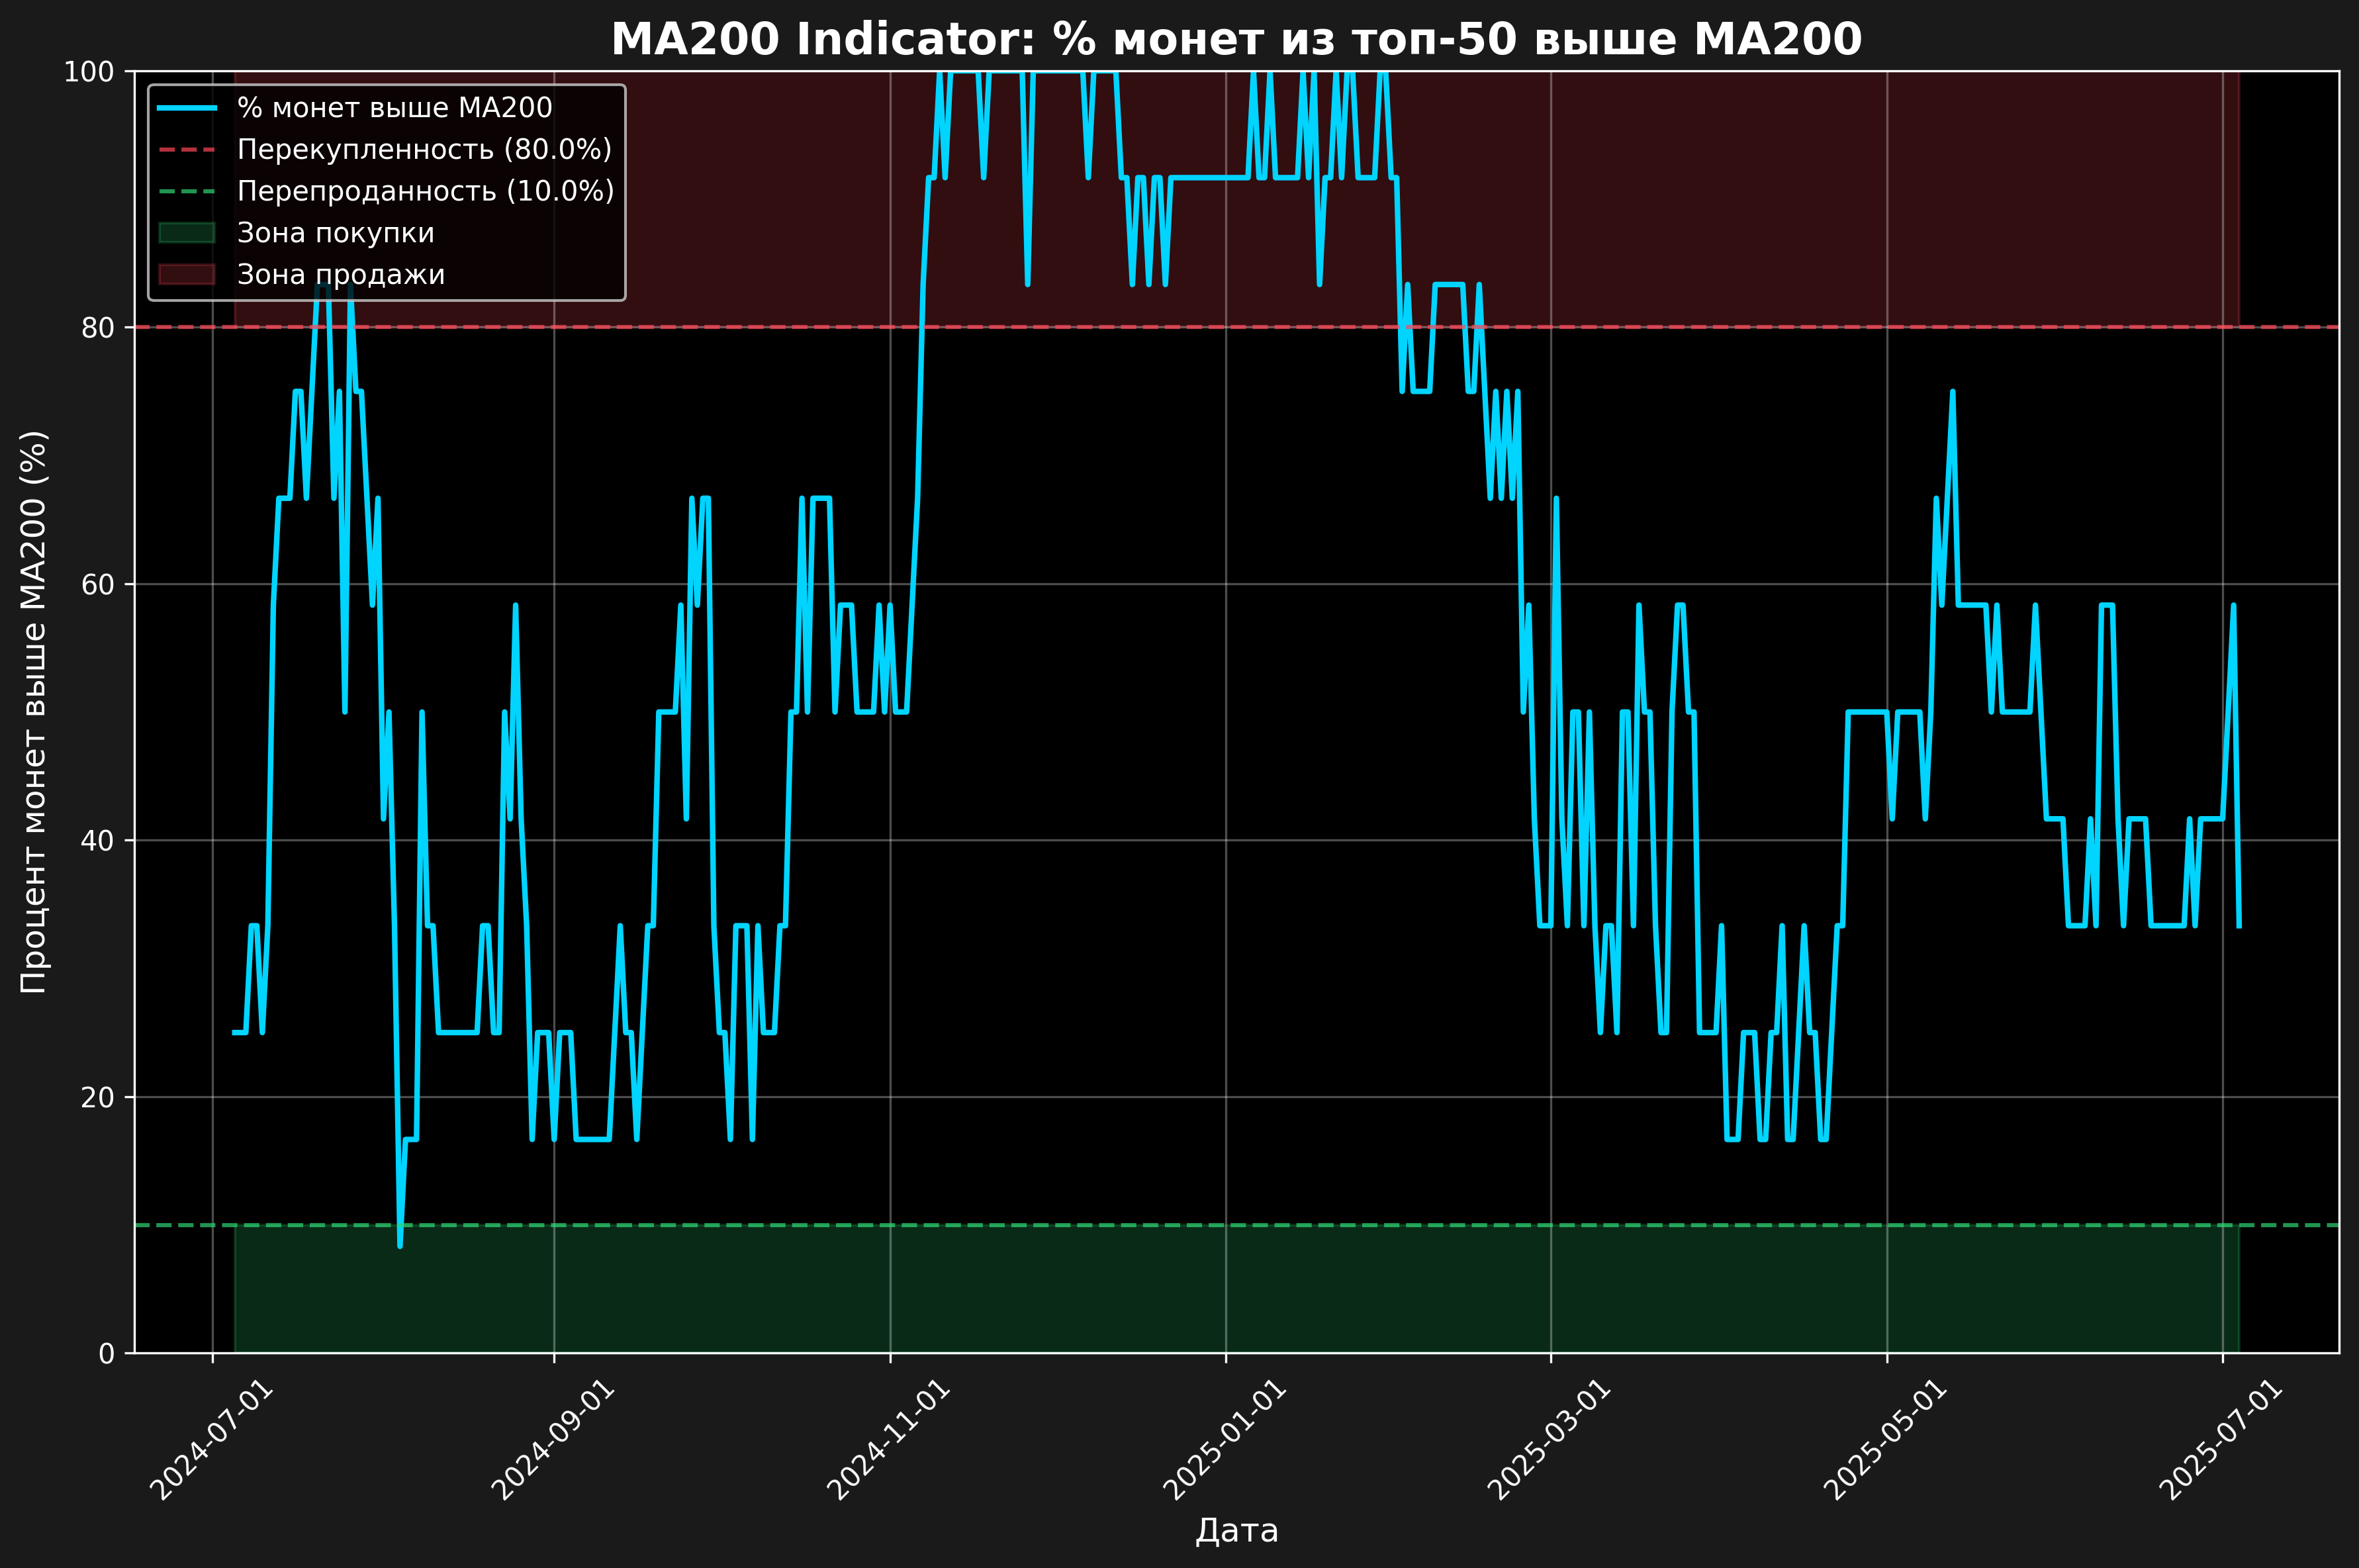 MA200 Indicator: % монет из топ-50 выше MA200
100
80
60
40
20
0
Процент монет выше MA200 (%)
% монет выше MA200
Перекупленность (80.0%)
Перепроданность (10.0%)
Зона покупки
Зона продажи
2024-07-01
2024-09-01
2024-11-01
2025-01-01
2025-03-01
2025-05-01
2025-07-01
Дата